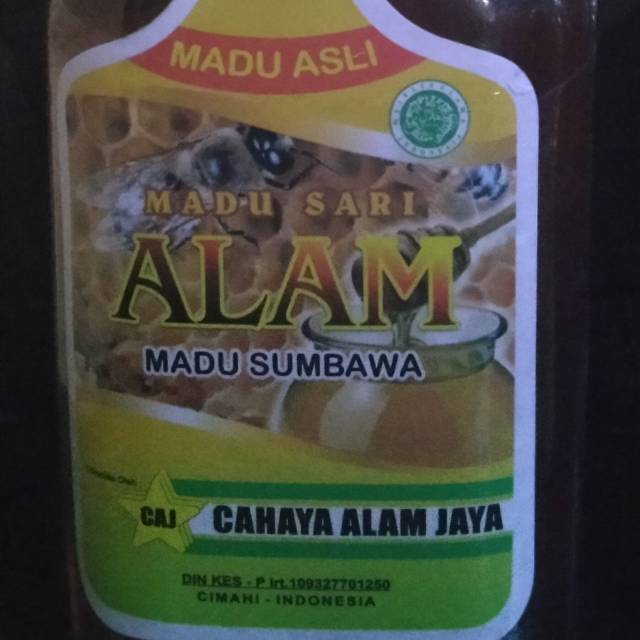 MADU ASLI
MADU SARI
ALAM
MADU SUMBAWA
CAJ
CAHAYA ALAM JAYA
DIN KES - P Irt.109327701250
CIMAHI - INDONESIA